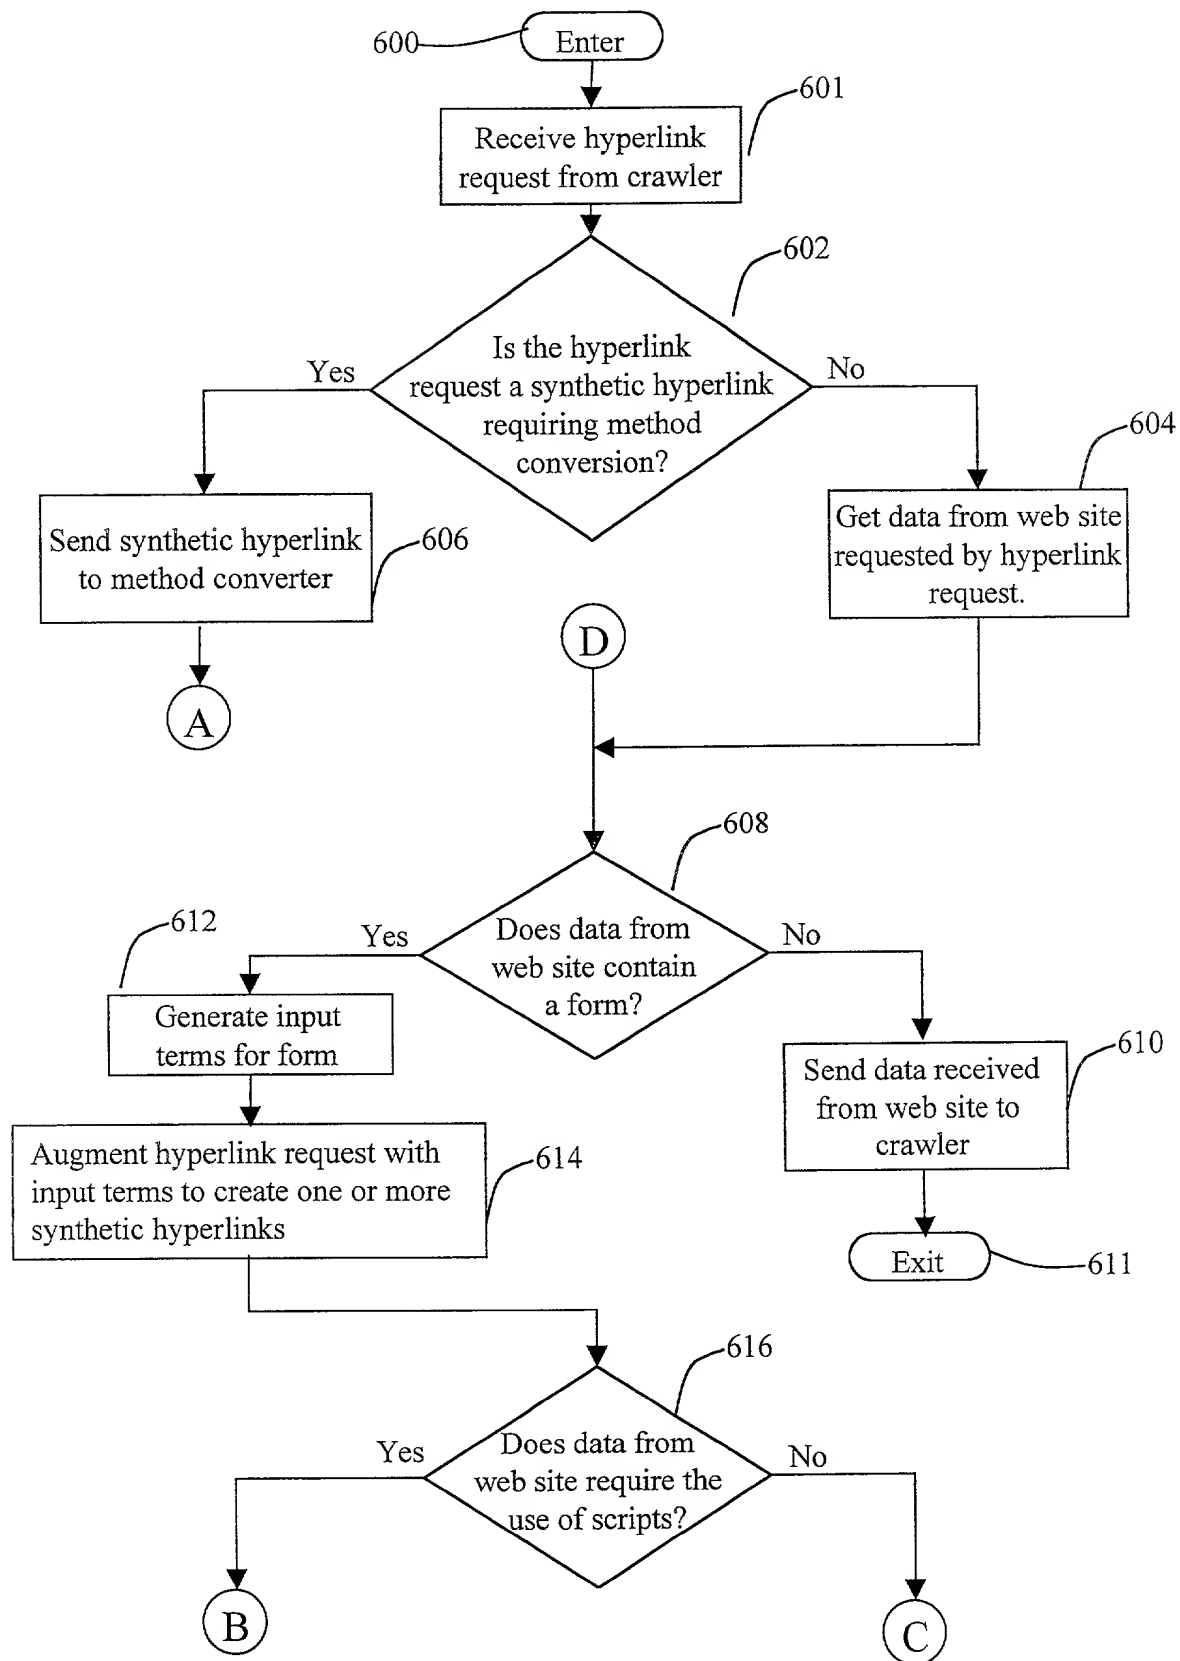 600
Enter
601
Receive hyperlink
request from crawler
602
Is the hyperlink
request a synthetic hyperlink
requiring method
conversion?
Yes
No
604
Send synthetic hyperlink
to method converter
606
Get data from web site
requested by hyperlink
request.
D
A
608
612
Yes
Does data from
web site contain
a form?
No
Generate input
terms for form
610
Send data received
from web site to
crawler
Augment hyperlink request with
input terms to create one or more
synthetic hyperlinks
614
Exit
611
616
Yes
Does data from
web site require the
use of scripts?
No
B
C